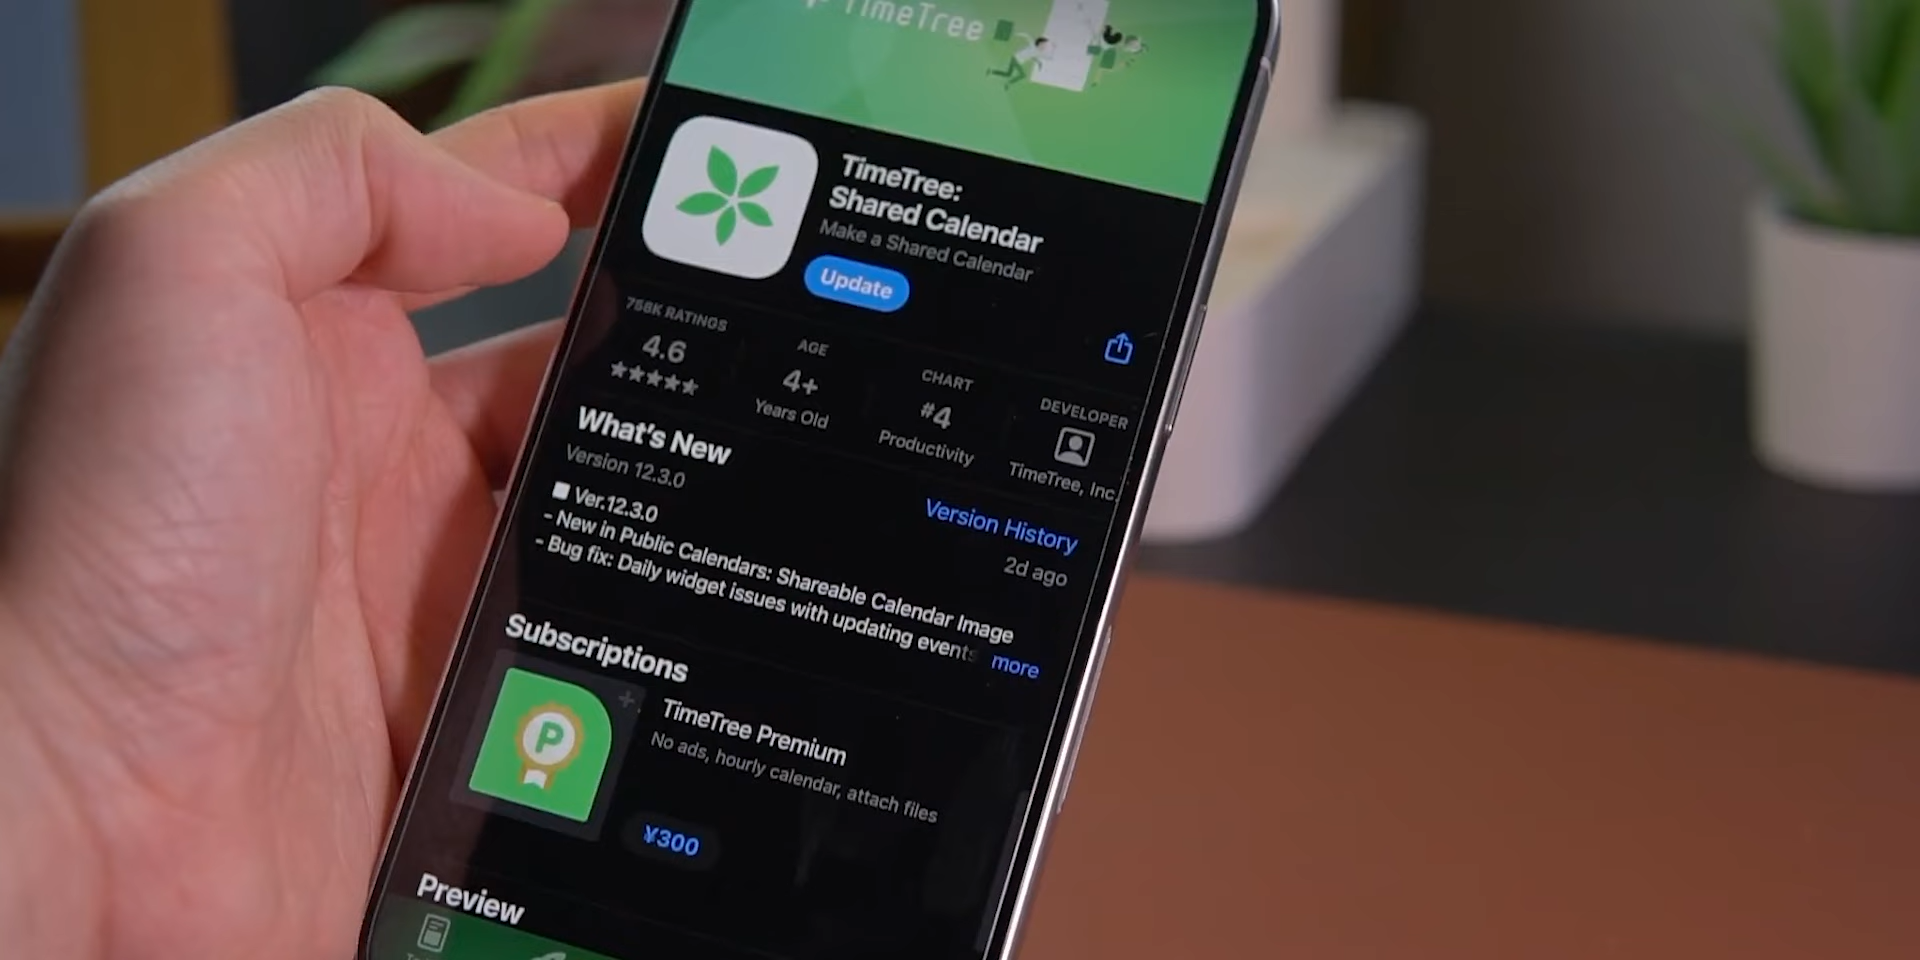 TimeTree
TimeTree:
Shared Calendar
Make a Shared Calendar
Update
758K RATINGS
4.6
AGE
4+
Years Old
CHART
#4
Productivity
DEVELOPER
TimeTree, Inc.
What's New
Version History
Version 12.3.0
2d ago
Ver.12.3.0
- New in Public Calendars: Shareable Calendar Image
- Bug fix: Daily widget issues with updating events
more
Subscriptions
P
TimeTree Premium
No ads, hourly calendar, attach files
¥300
Preview